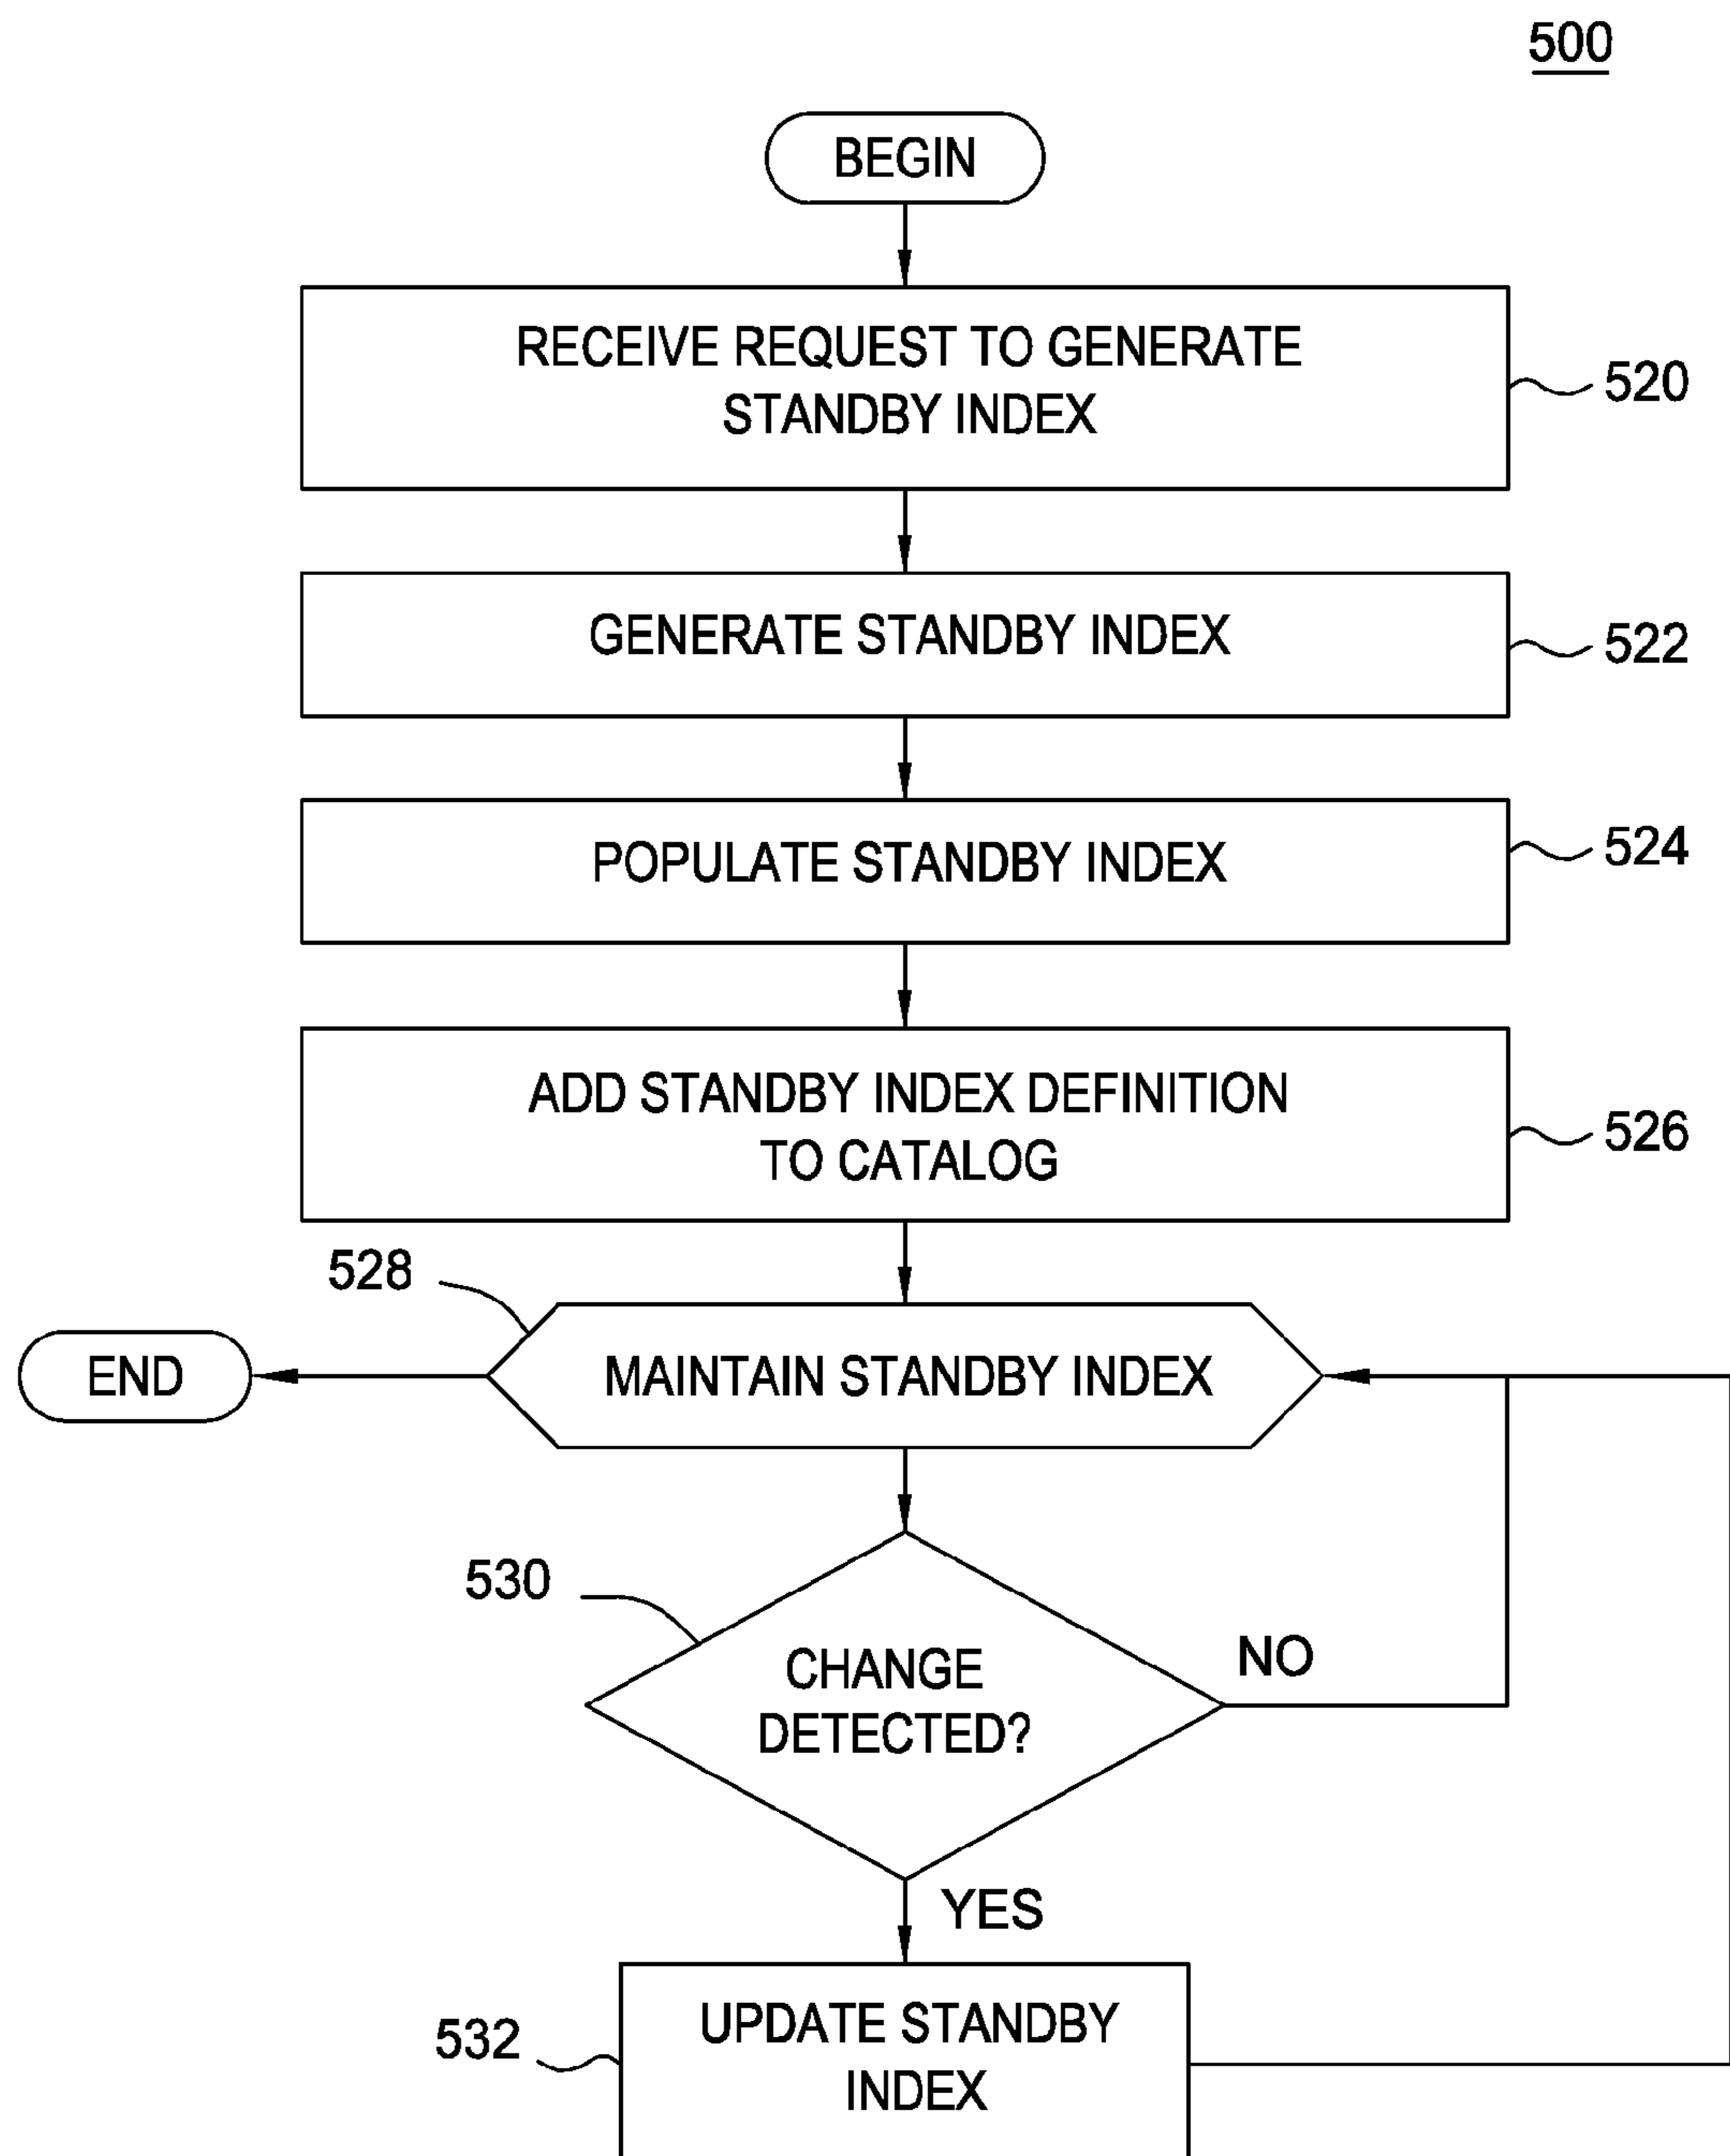 500
BEGIN
RECEIVE REQUEST TO GENERATE
STANDBY INDEX
520
GENERATE STANDBY INDEX
522
POPULATE STANDBY INDEX
524
ADD STANDBY INDEX DEFINITION
TO CATALOG
526
528
END
MAINTAIN STANDBY INDEX
530
CHANGE
DETECTED?
NO
YES
UPDATE STANDBY
INDEX
532